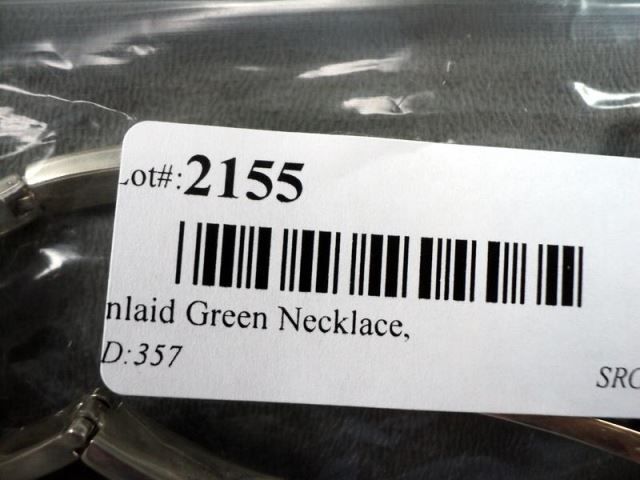 Lot#:2155
nlaid Green Necklace,
D:357
SRC